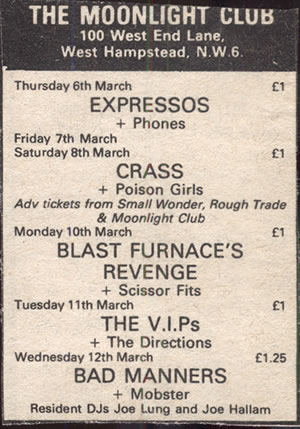 THE MOONLIGHT CLUB
100 West End Lane,
West Hampstead, N.W.6.
Thursday 6th March £1
EXPRESSOS
+ Phones
Friday 7th March
Saturday 8th March £1
CRASS
+ Poison Girls
Adv tickets from Small Wonder, Rough Trade
& Moonlight Club
Monday 10th March £1
BLAST FURNACE'S
REVENGE
+ Scissor Fits
Tuesday 11th March £1
THE V.I.Ps
+ The Directions
Wednesday 12th March £1.25
BAD MANNERS
+ Mobster
Resident DJs Joe Lung and Joe Hallam